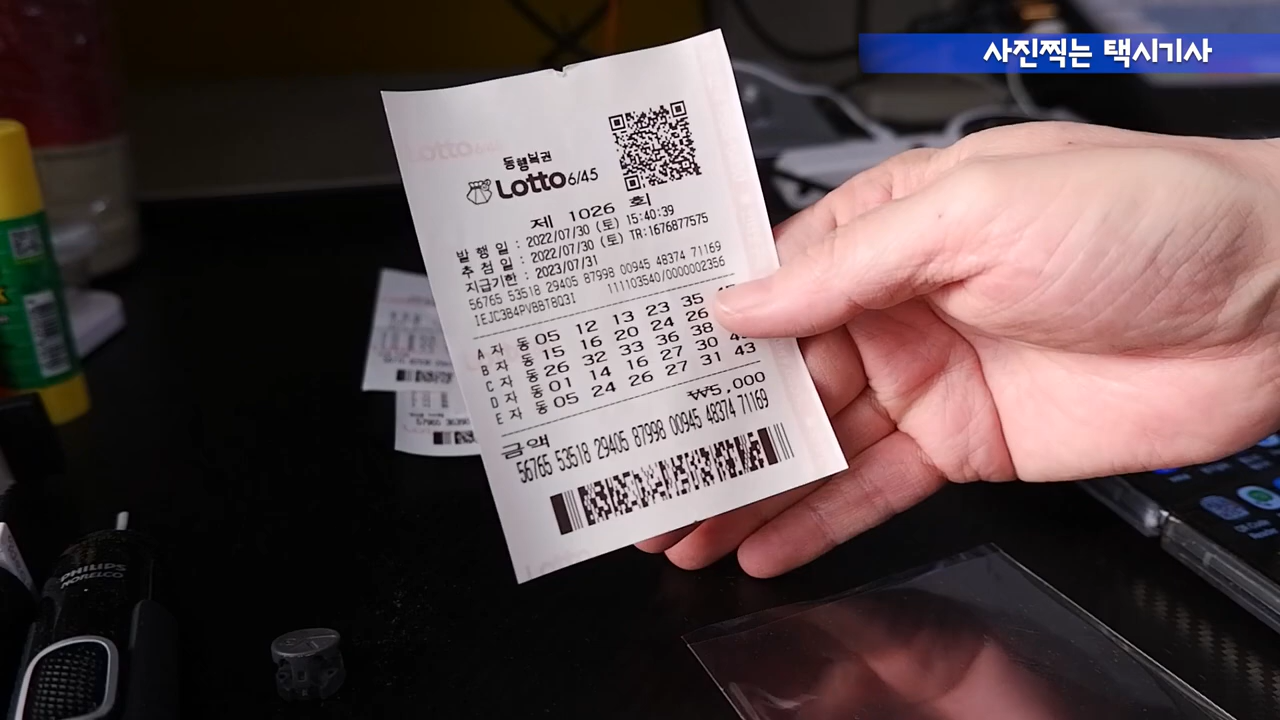 사진찍는 택시기사
동행복권
Lotto 6/45
제 1026 회
발 행 일 : 2022/07/30 (토) 15:40:39
추 첨 일 : 2022/07/30 (토) TR:1676877575
지급기한 : 2023/07/31
56765 53518 29405 87998 00945 48374 71169
111103540/0000002356
A 자 동 05 12 13 23 35
B 자 동 15 16 20 24 26
C 자 동 26 32 33 36 38
D 자 동 01 14 16 27 30
E 자 동 05 24 26 27 31 43
금액 ₩5,000
56765 53518 29405 87998 00945 48374 71169
PHILIPS
NORELCO